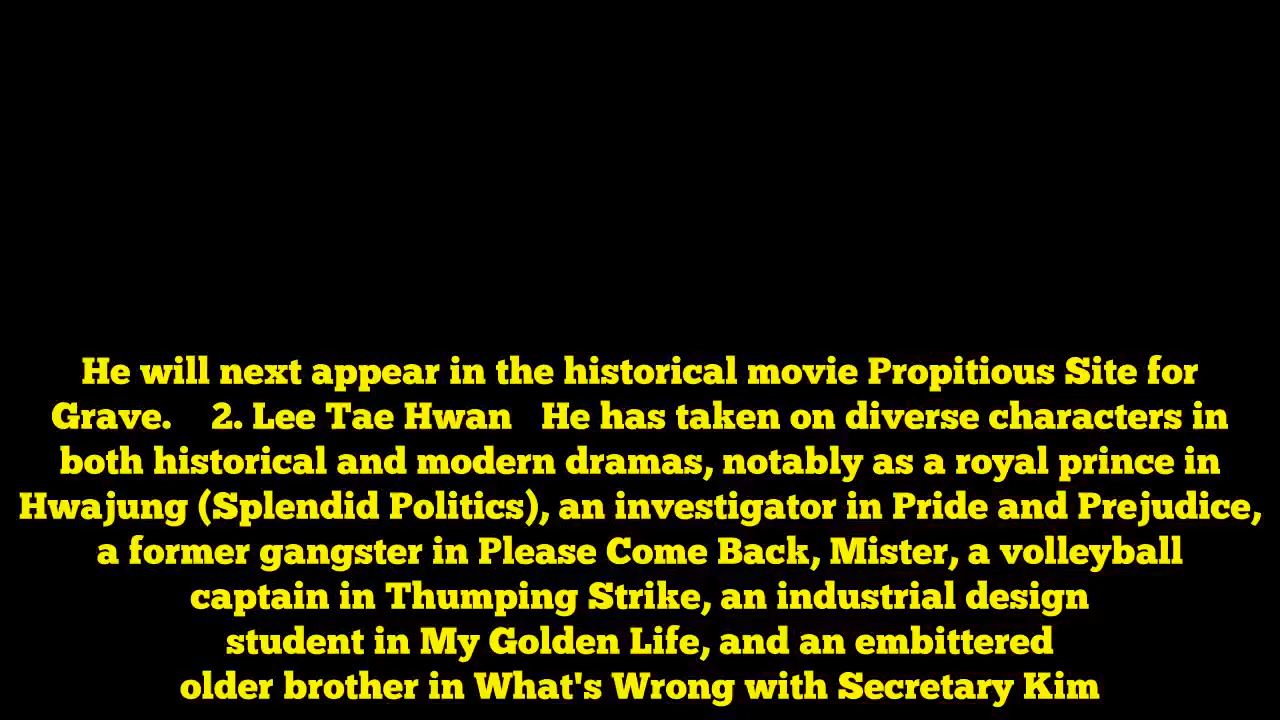 He will next appear in the historical movie Propitious Site for
Grave. 2. Lee Tae Hwan He has taken on diverse characters in
both historical and modern dramas, notably as a royal prince in
Hwajung (Splendid Politics), an investigator in Pride and Prejudice,
a former gangster in Please Come Back, Mister, a volleyball
captain in Thumping Strike, an industrial design
student in My Golden Life, and an embittered
older brother in What's Wrong with Secretary Kim